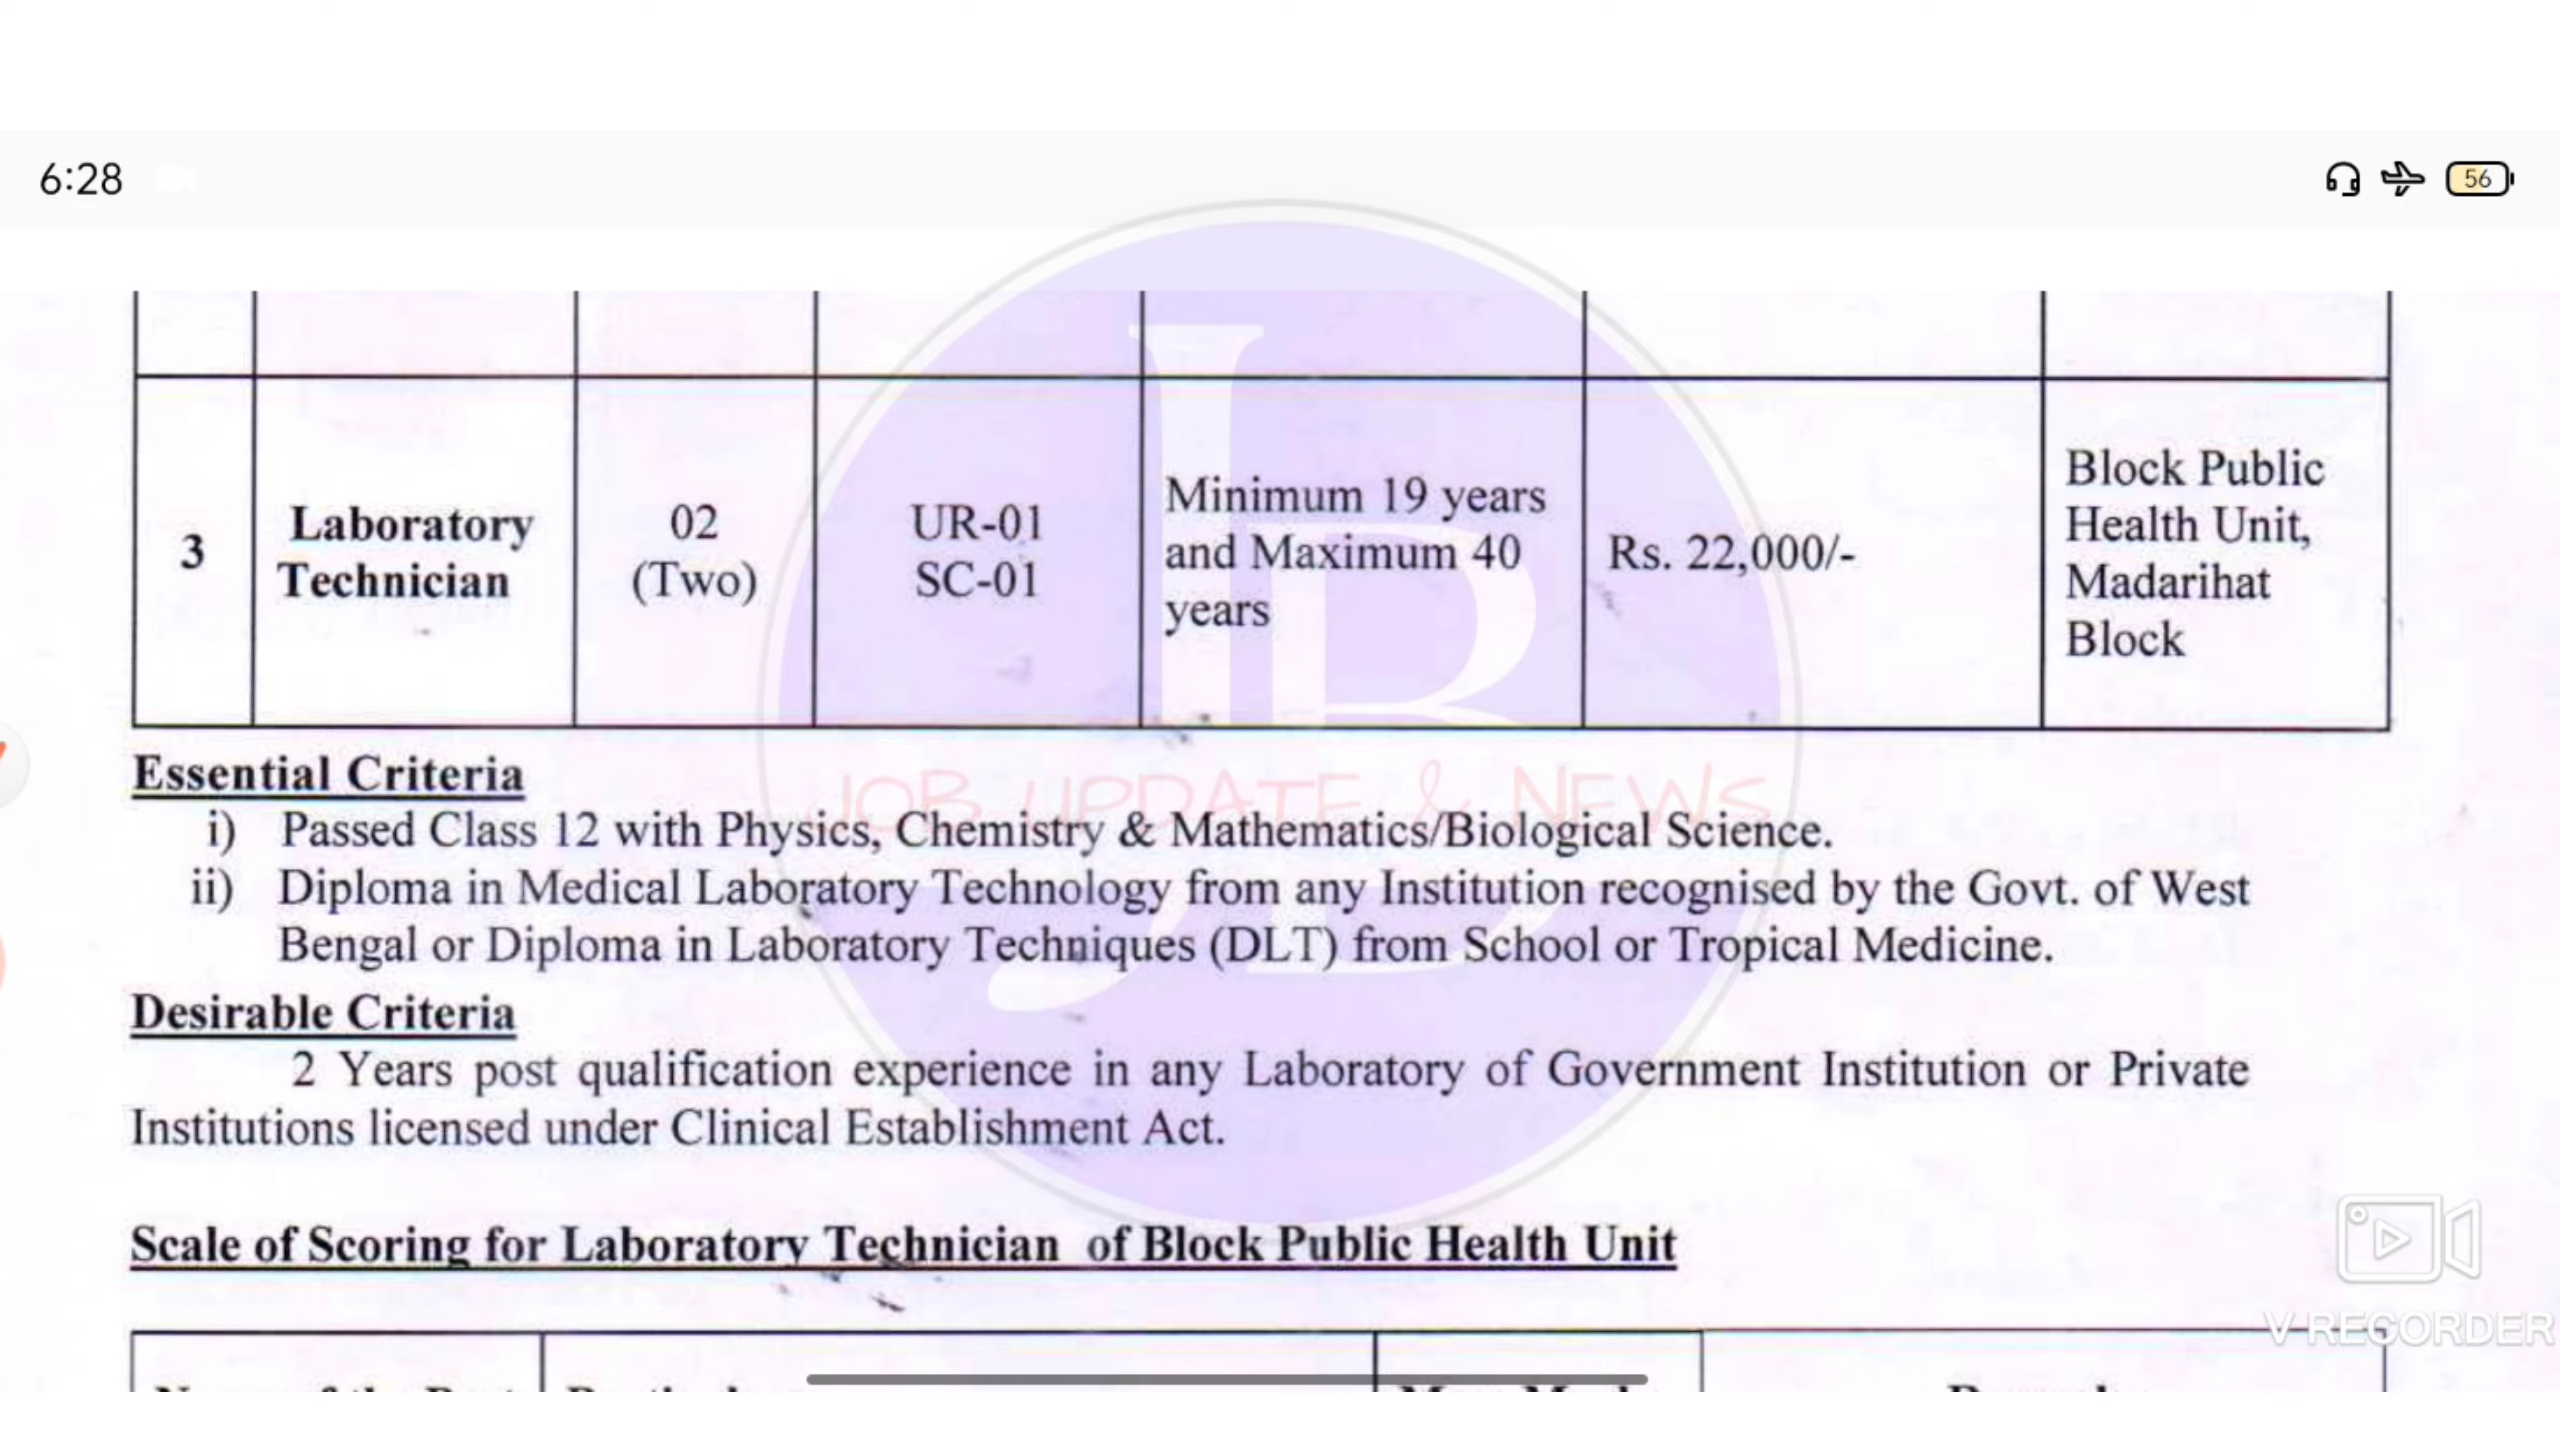 6:28
56
3
Laboratory
Technician
02
(Two)
UR-01
SC-01
Minimum 19 years
and Maximum 40
years
Rs. 22,000/-
Block Public
Health Unit,
Madarihat
Block
Essential Criteria
JOB UPDATE & NEWS
i) Passed Class 12 with Physics, Chemistry & Mathematics/Biological Science.
ii) Diploma in Medical Laboratory Technology from any Institution recognised by the Govt. of West
Bengal or Diploma in Laboratory Techniques (DLT) from School or Tropical Medicine.
Desirable Criteria
2 Years post qualification experience in any Laboratory of Government Institution or Private
Institutions licensed under Clinical Establishment Act.
Scale of Scoring for Laboratory Technician of Block Public Health Unit
V RECORDER